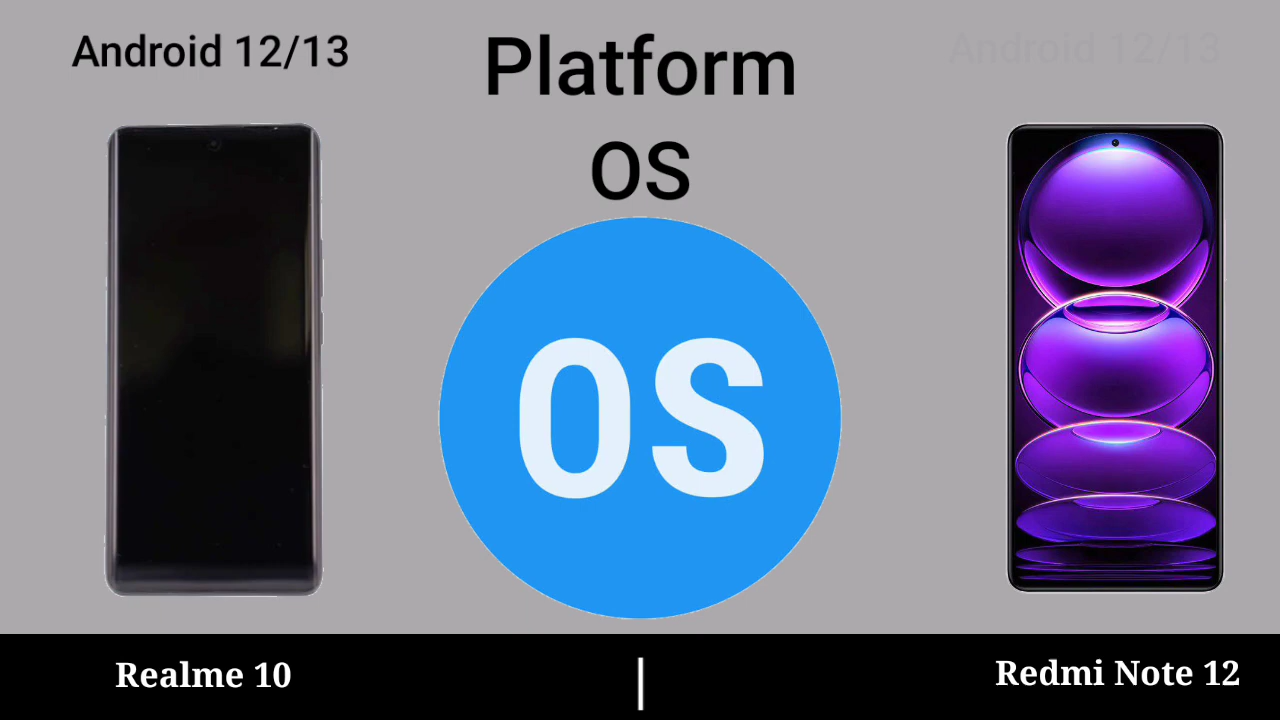 Android 12/13
Platform
Android 12/13
OS
OS
Realme 10
|
Redmi Note 12